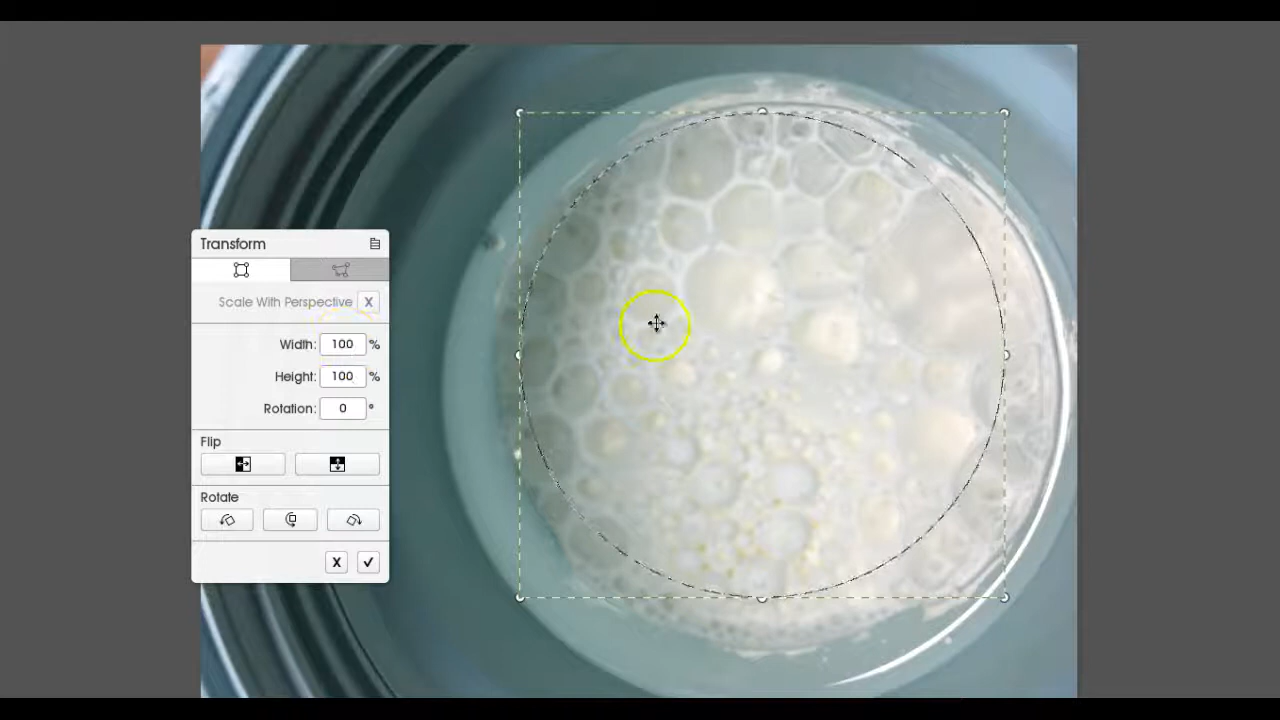 Transform
Scale With Perspective X
Width: 100 %
Height: 100 %
Rotation: 0 °
Flip
Rotate
X